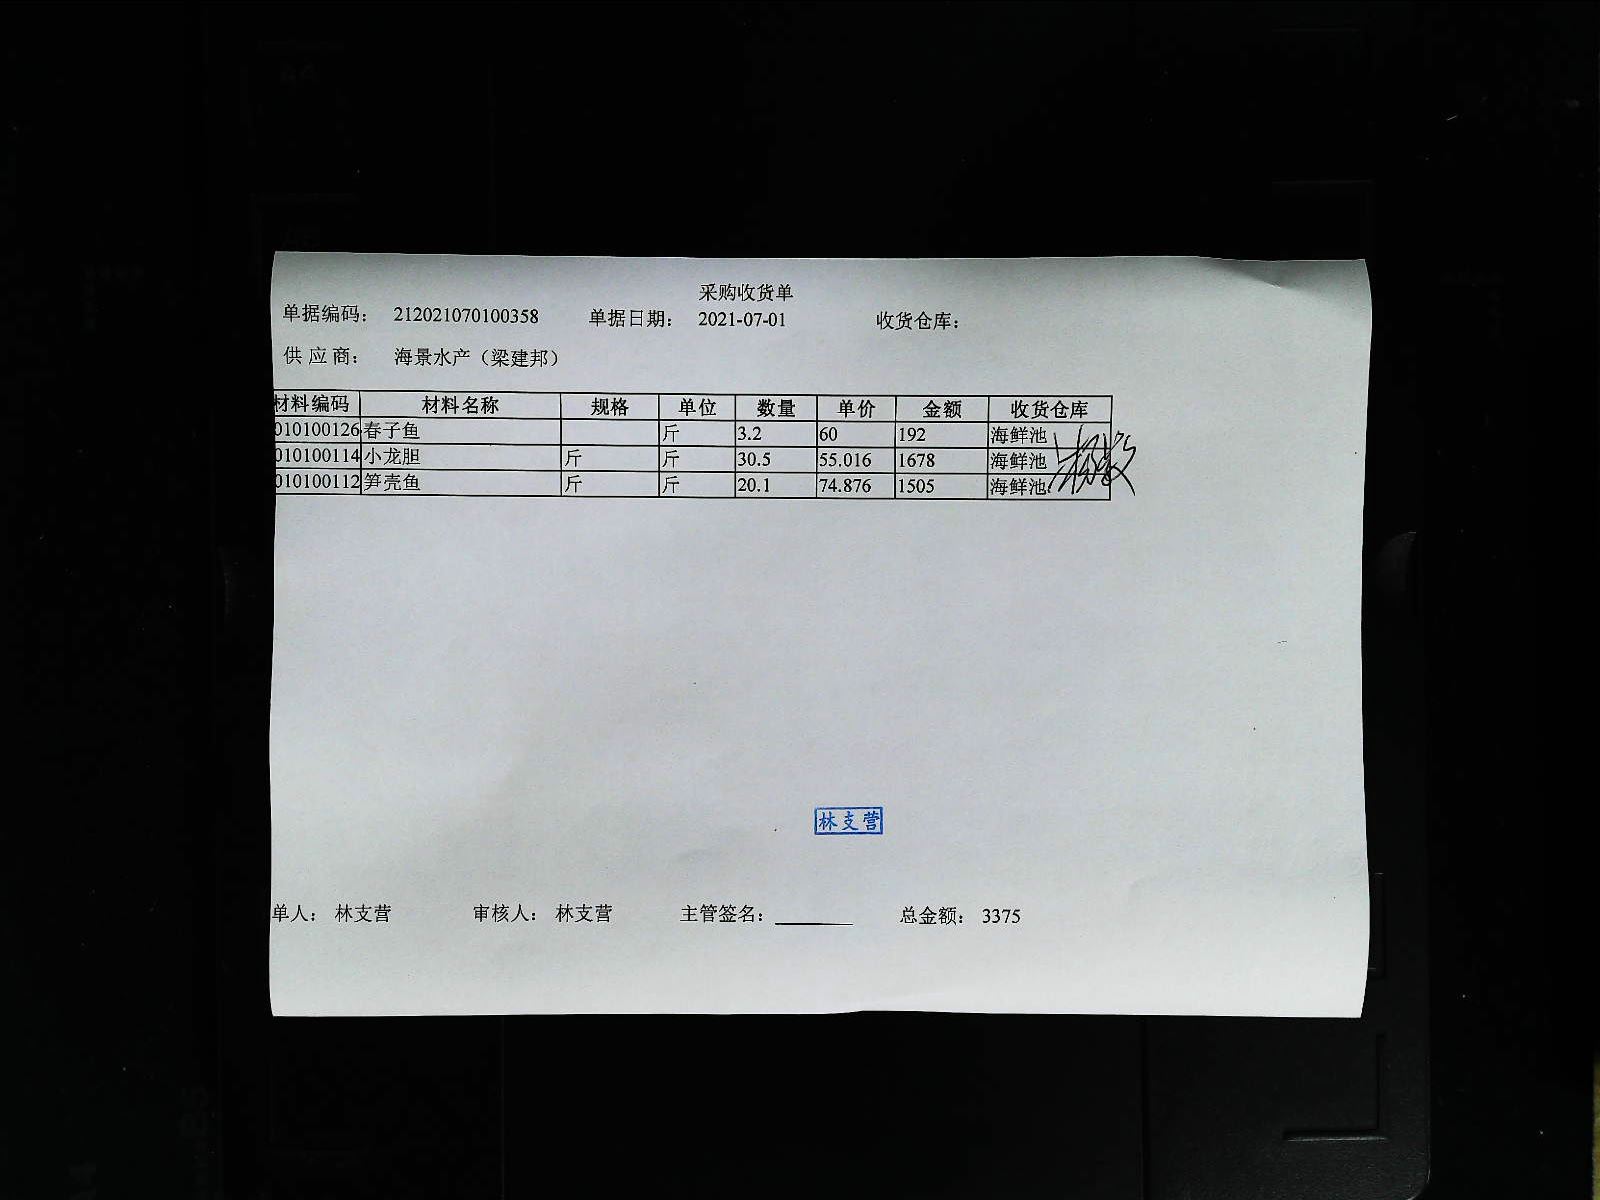 采购收货单
单据编码： 212021070100358 单据日期： 2021-07-01 收货仓库：
供应商： 海景水产（梁建邦）
材料编码 材料名称 规格 单位 数量 单价 金额 收货仓库
010100126 春子鱼 斤 3.2 60 192 海鲜池
010100114 小龙胆 斤 斤 30.5 55.016 1678 海鲜池
010100112 笋壳鱼 斤 斤 20.1 74.876 1505 海鲜池
林支营
单人： 林支营 审核人： 林支营 主管签名： 总金额： 3375